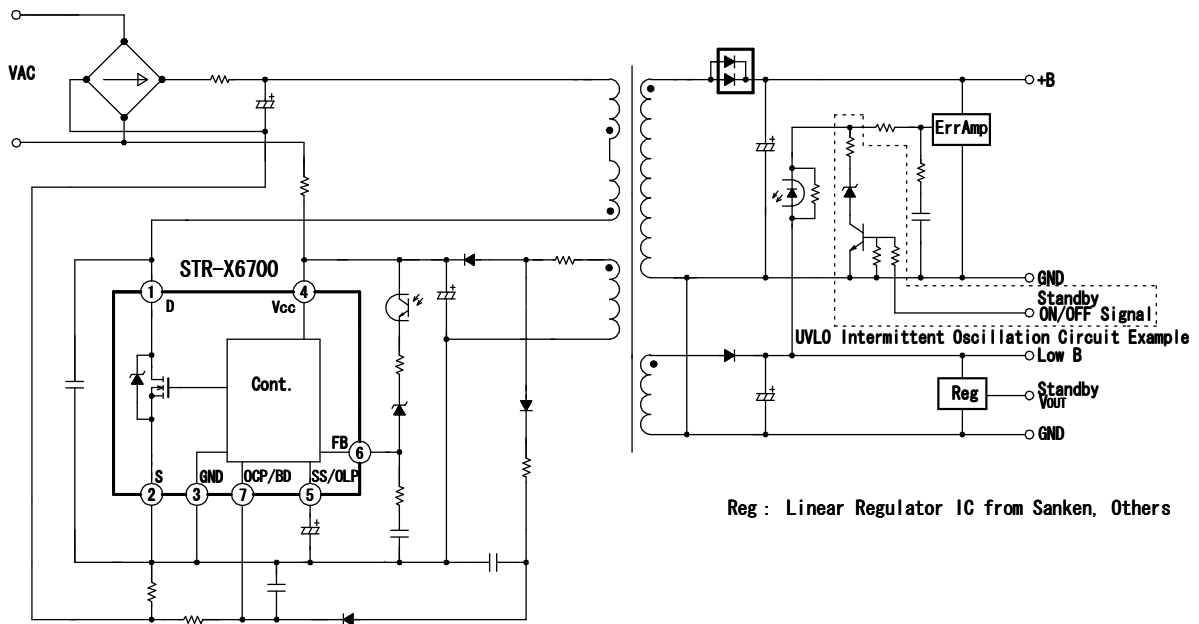 VAC
+B
ErrAmp
STR-X6700
1
D
4
Vcc
Cont.
GND
Standby
ON/OFF Signal
UVLO Intermittent Oscillation Circuit Example
Low B
Reg
Standby
VOUT
GND
FB
6
S
GND
OCP/BD
SS/OLP
2
3
7
5
Reg : Linear Regulator IC from Sanken, Others